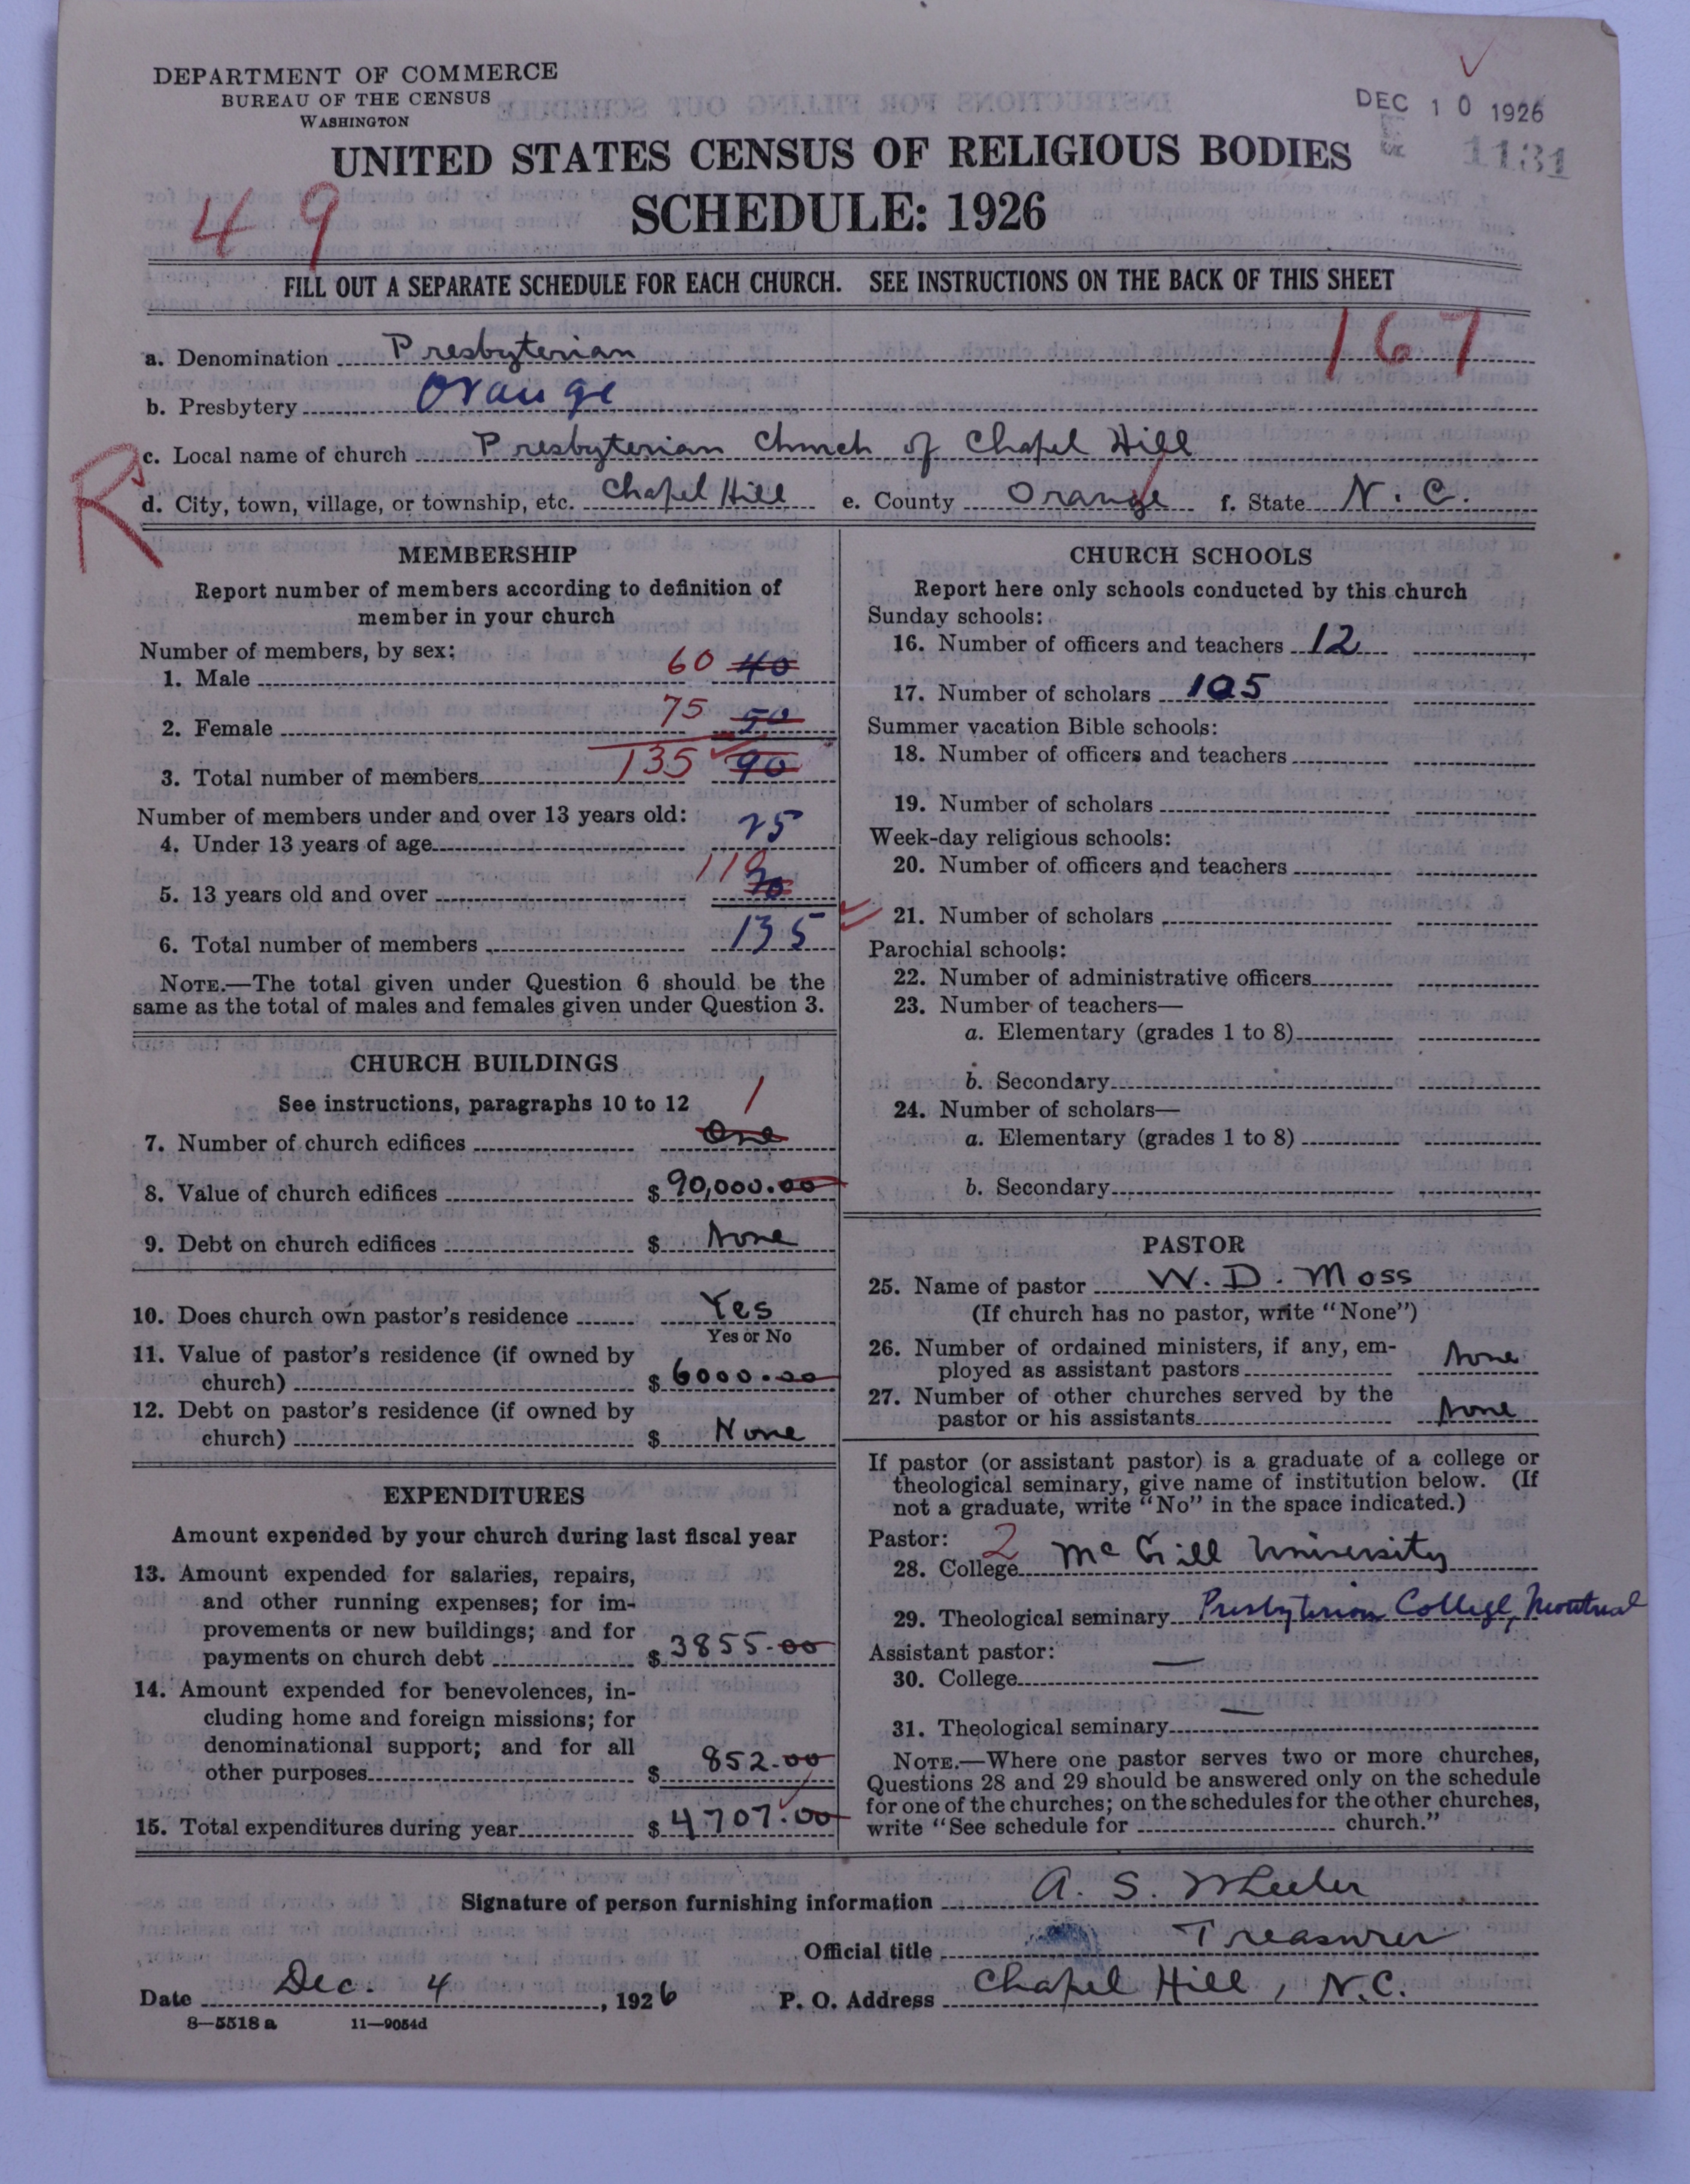 DEPARTMENT OF COMMERCE
BUREAU OF THE CENSUS
WASHINGTON
DEC 10 1926
1131
UNITED STATES CENSUS OF RELIGIOUS BODIES
SCHEDULE: 1926
49
FILL OUT A SEPARATE SCHEDULE FOR EACH CHURCH. SEE INSTRUCTIONS ON THE BACK OF THIS SHEET
167
a. Denomination Presbyterian
b. Presbytery Orange
R
c. Local name of church Presbyterian Church of Chapel Hill
d. City, town, village, or township, etc. Chapel Hill e. County Orange f. State N.C.
MEMBERSHIP
Report number of members according to definition of
member in your church
Number of members, by sex:
1. Male 60 40
2. Female 75 50
3. Total number of members 135 90
Number of members under and over 13 years old:
4. Under 13 years of age 25
5. 13 years old and over 110
6. Total number of members 135
NOTE.—The total given under Question 6 should be the
same as the total of males and females given under Question 3.
CHURCH BUILDINGS
See instructions, paragraphs 10 to 12
7. Number of church edifices One 1
8. Value of church edifices $ 90,000.00
9. Debt on church edifices $ None
10. Does church own pastor's residence Yes
Yes or No
11. Value of pastor's residence (if owned by
church) $ 6000.00
12. Debt on pastor's residence (if owned by
church) $ None
EXPENDITURES
Amount expended by your church during last fiscal year
13. Amount expended for salaries, repairs,
and other running expenses; for im-
provements or new buildings; and for
payments on church debt $ 3855.00
14. Amount expended for benevolences, in-
cluding home and foreign missions; for
denominational support; and for all
other purposes $ 852.00
15. Total expenditures during year $ 4707.00
CHURCH SCHOOLS
Report here only schools conducted by this church
Sunday schools:
16. Number of officers and teachers 12
17. Number of scholars 105
Summer vacation Bible schools:
18. Number of officers and teachers
19. Number of scholars
Week-day religious schools:
20. Number of officers and teachers
21. Number of scholars
Parochial schools:
22. Number of administrative officers
23. Number of teachers—
a. Elementary (grades 1 to 8)
b. Secondary
24. Number of scholars—
a. Elementary (grades 1 to 8)
b. Secondary
PASTOR
25. Name of pastor W. D. Moss
(If church has no pastor, write "None")
26. Number of ordained ministers, if any, em-
ployed as assistant pastors None
27. Number of other churches served by the
pastor or his assistants None
If pastor (or assistant pastor) is a graduate of a college or
theological seminary, give name of institution below. (If
not a graduate, write "No" in the space indicated.)
Pastor: 2
28. College McGill University
29. Theological seminary Presbyterian College, Montreal
Assistant pastor:
30. College —
31. Theological seminary —
NOTE.—Where one pastor serves two or more churches,
Questions 28 and 29 should be answered only on the schedule
for one of the churches; on the schedules for the other churches,
write "See schedule for church."
Signature of person furnishing information A. S. Wheeler
Official title Treasurer
Date Dec. 4, 1926 P. O. Address Chapel Hill, N.C.
8—5518 a 11—9054d